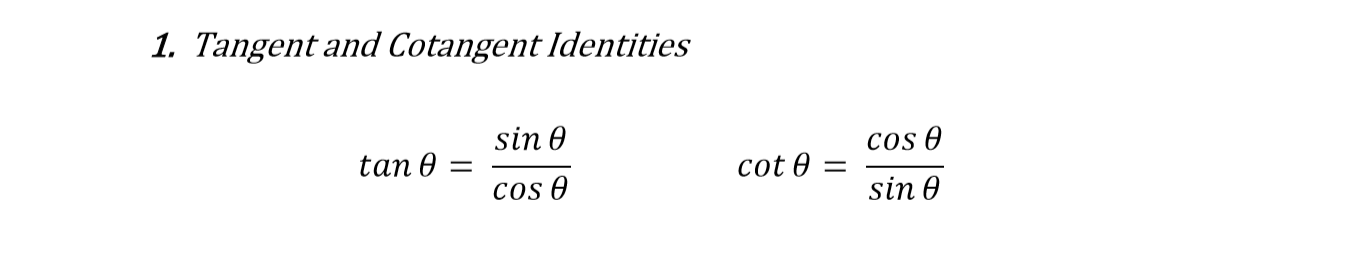 1. Tangent and Cotangent Identities
tan θ = sin θ / cos θ    cot θ = cos θ / sin θ